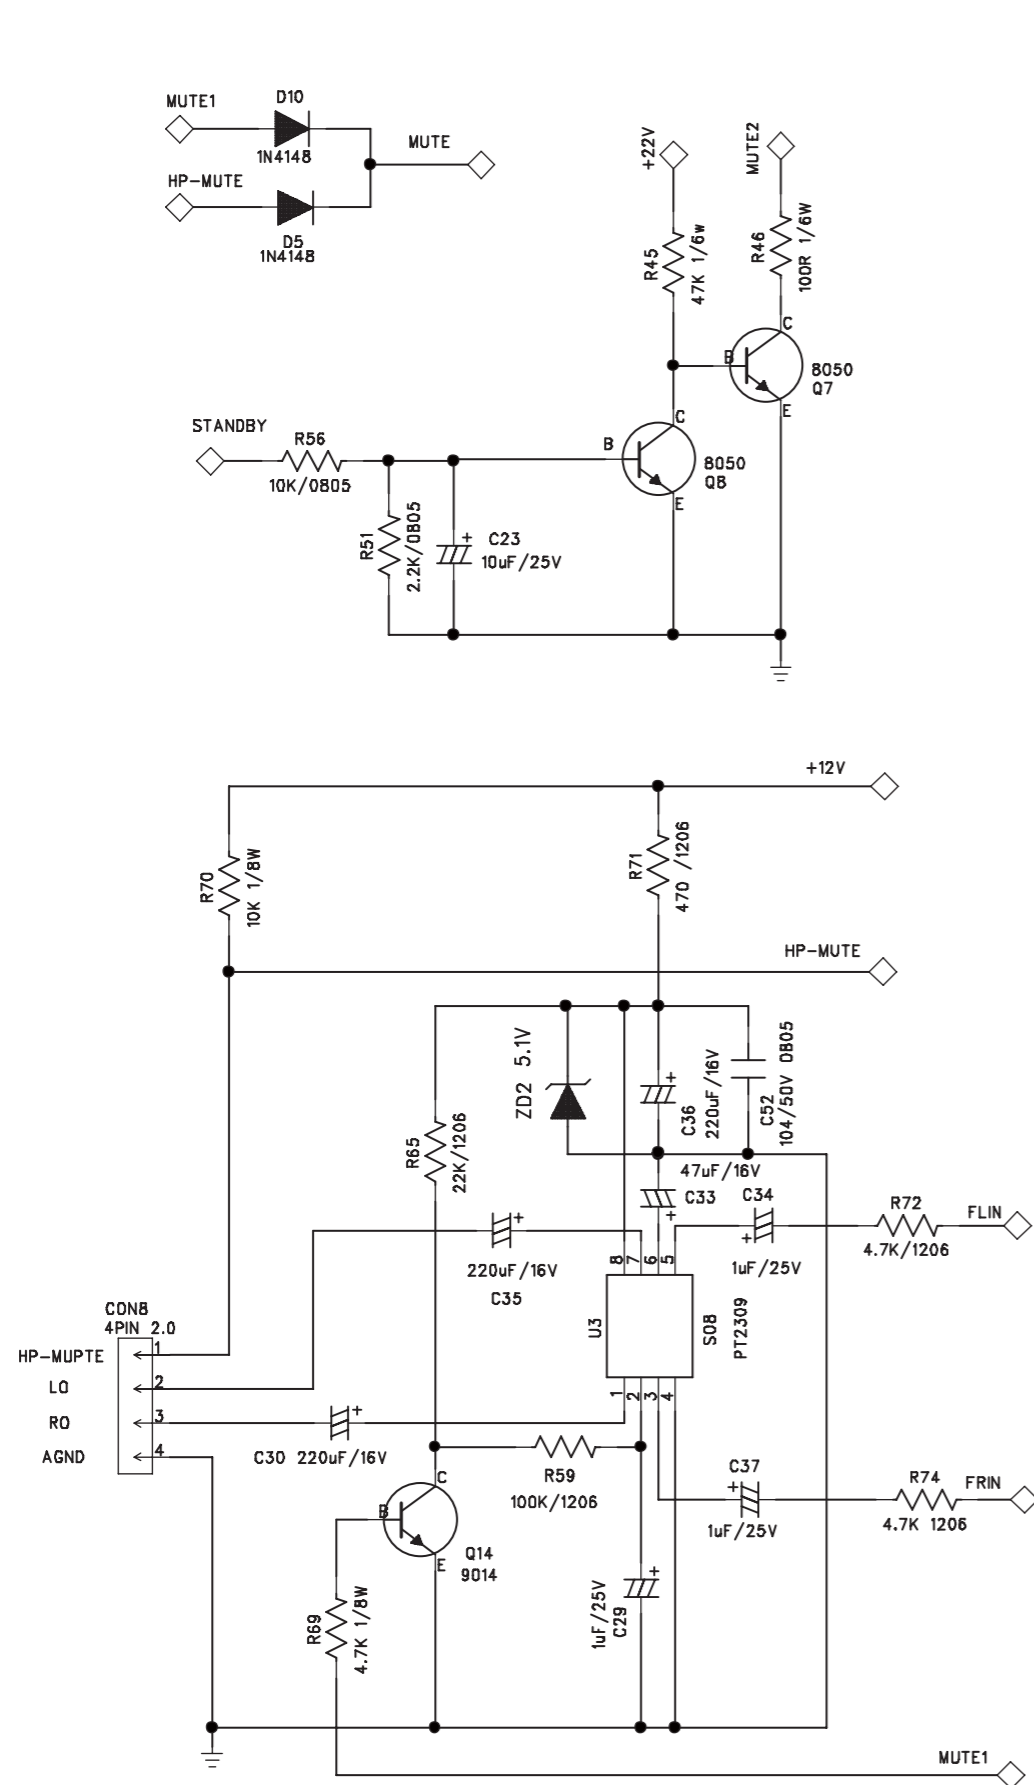 MUTE1
D10
1N4148
MUTE
HP-MUTE
D5
1N4148
+22V
MUTE2
R45
47K 1/6w
R46
100R 1/6W
C
B
E
8050
Q7
STANDBY
R56
10K/0805
B
C
E
8050
Q8
R51
2.2K/0805
+
C23
10uF/25V
+12V
R70
10K 1/8W
R71
470 /1206
HP-MUTE
ZD2 5.1V
+
C36
220uF/16V
C52
104/50V 0805
R65
22K/1206
47uF/16V
C33
+
C34
+
1uF/25V
R72
4.7K/1206
FLIN
+
220uF/16V
C35
8
7
6
5
U3
SO8
PT2309
1
2
3
4
CON8
4PIN 2.0
HP-MUPTE
1
LO
2
RO
3
AGND
4
+
C30 220uF/16V
R59
100K/1206
C37
+
1uF/25V
R74
4.7K 1206
FRIN
C
B
E
Q14
9014
R69
4.7K 1/8W
+
1uF/25V
C29
MUTE1